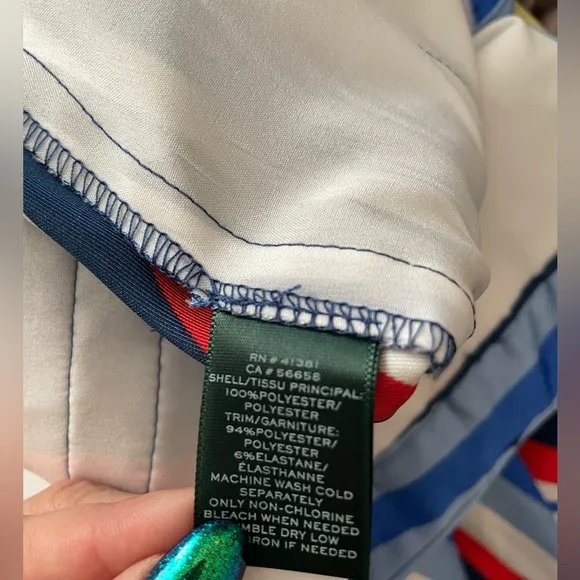 RN # 41381
CA # 56658
SHELL/TISSU PRINCIPAL:
100%POLYESTER/
POLYESTER
TRIM/GARNITURE:
94%POLYESTER/
POLYESTER
6%ELASTANE/
ÉLASTHANNE
MACHINE WASH COLD
SEPARATELY
ONLY NON-CHLORINE
BLEACH WHEN NEEDED
UMBLE DRY LOW
IRON IF NEEDED